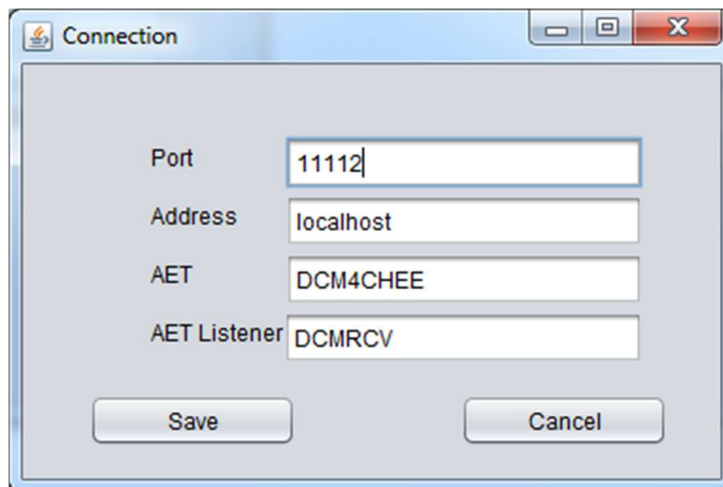 Connection
Port 11112
Address localhost
AET DCM4CHEE
AET Listener DCMRCV
Save Cancel